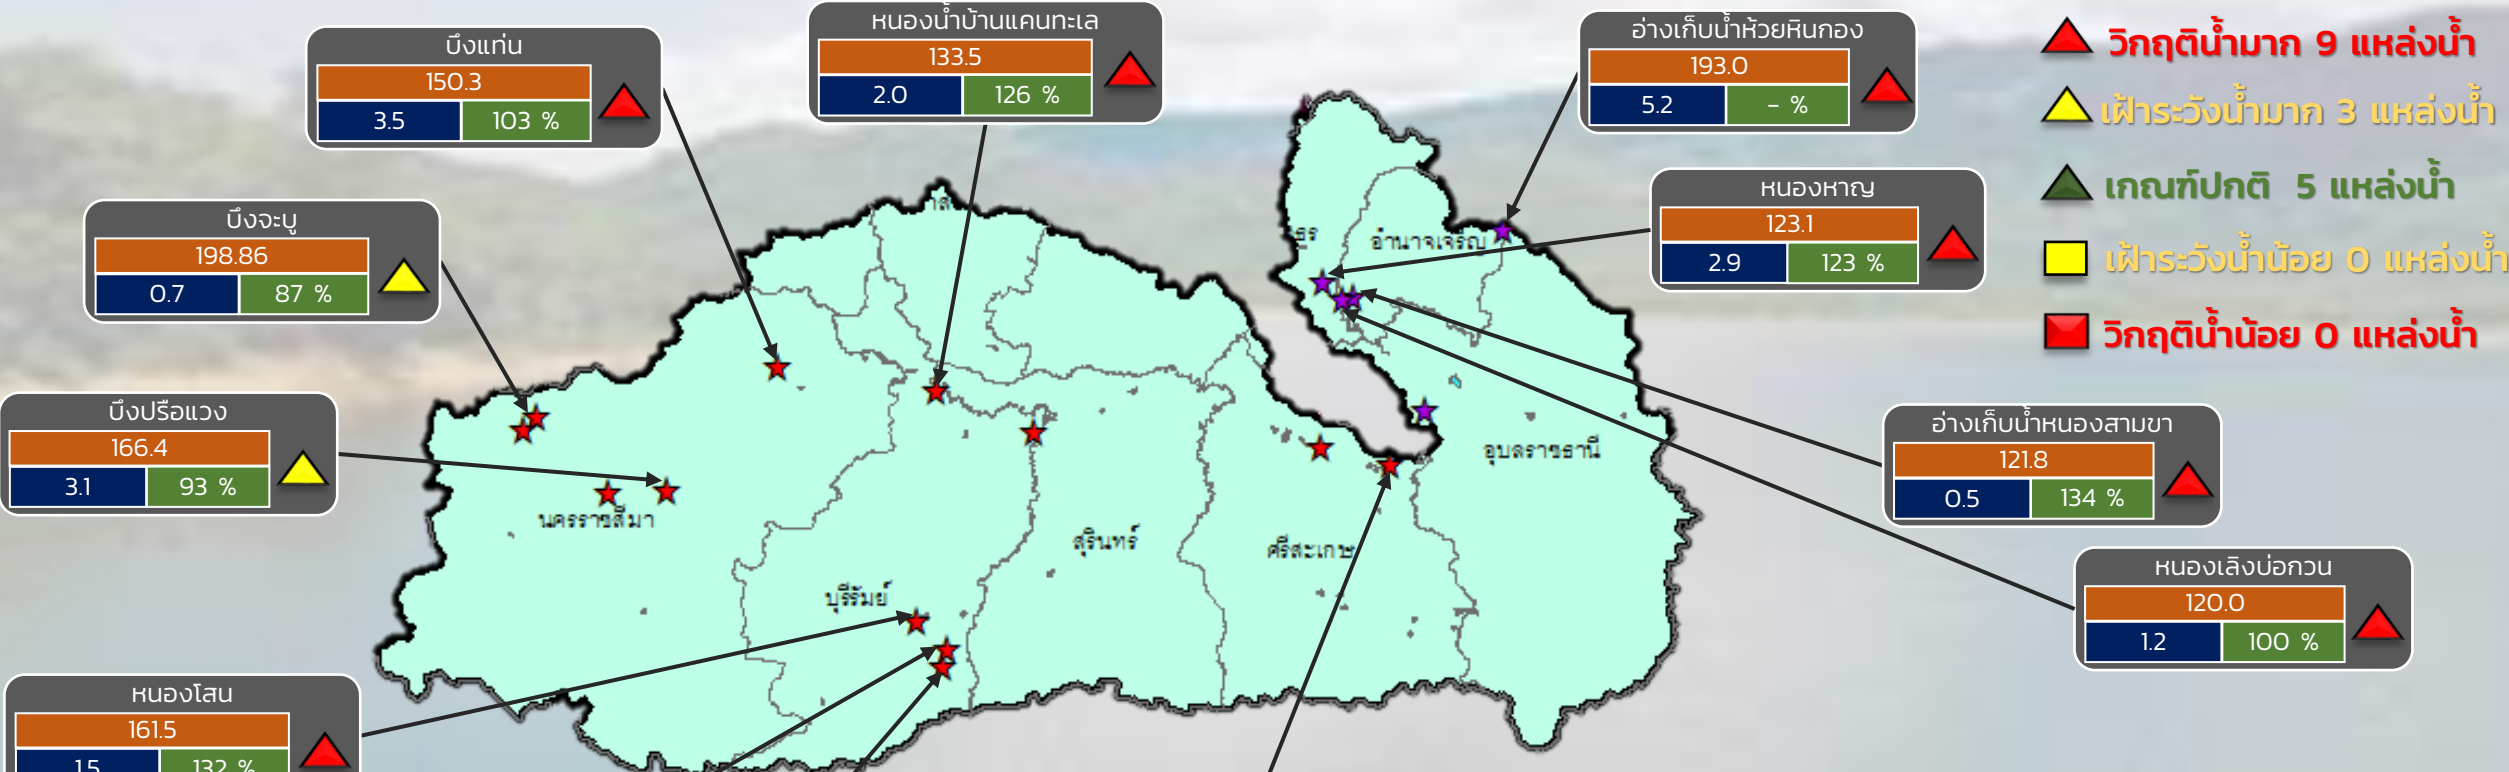 บึงแท่น
150.3
3.5 103 %
หนองน้ำบ้านแคนทะเล
133.5
2.0 126 %
อ่างเก็บน้ำห้วยหินกอง
193.0
5.2 - %
วิกฤติน้ำมาก 9 แหล่งน้ำ
เฝ้าระวังน้ำมาก 3 แหล่งน้ำ
เกณฑ์ปกติ 5 แหล่งน้ำ
เฝ้าระวังน้ำน้อย 0 แหล่งน้ำ
วิกฤติน้ำน้อย 0 แหล่งน้ำ
บึงจะบู
198.86
0.7 87 %
หนองหาญ
123.1
2.9 123 %
อำนาจเจริญ
บึงปรือแวง
166.4
3.1 93 %
อ่างเก็บน้ำหนองสามขา
121.8
0.5 134 %
นครราชสีมา
สุรินทร์
ศรีสะเกษ
อุบลราชธานี
บุรีรัมย์
หนองเลิงบ่อกวน
120.0
1.2 100 %
หนองโสน
161.5
1.5 132 %